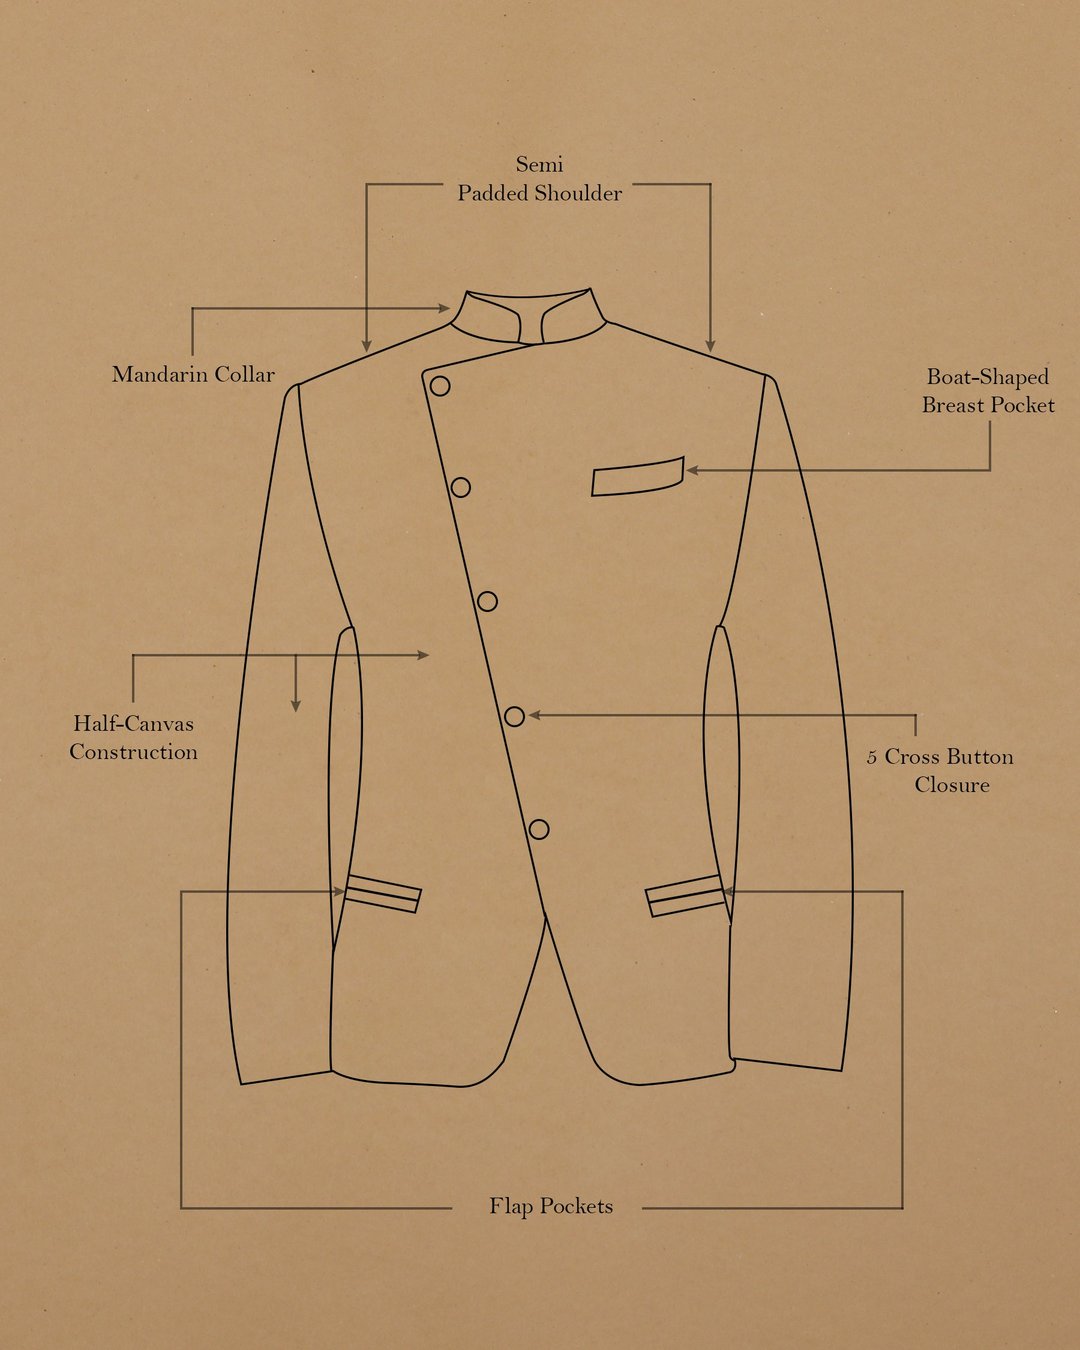 Semi
Padded Shoulder
Mandarin Collar
Boat-Shaped
Breast Pocket
Half-Canvas
Construction
5 Cross Button
Closure
Flap Pockets